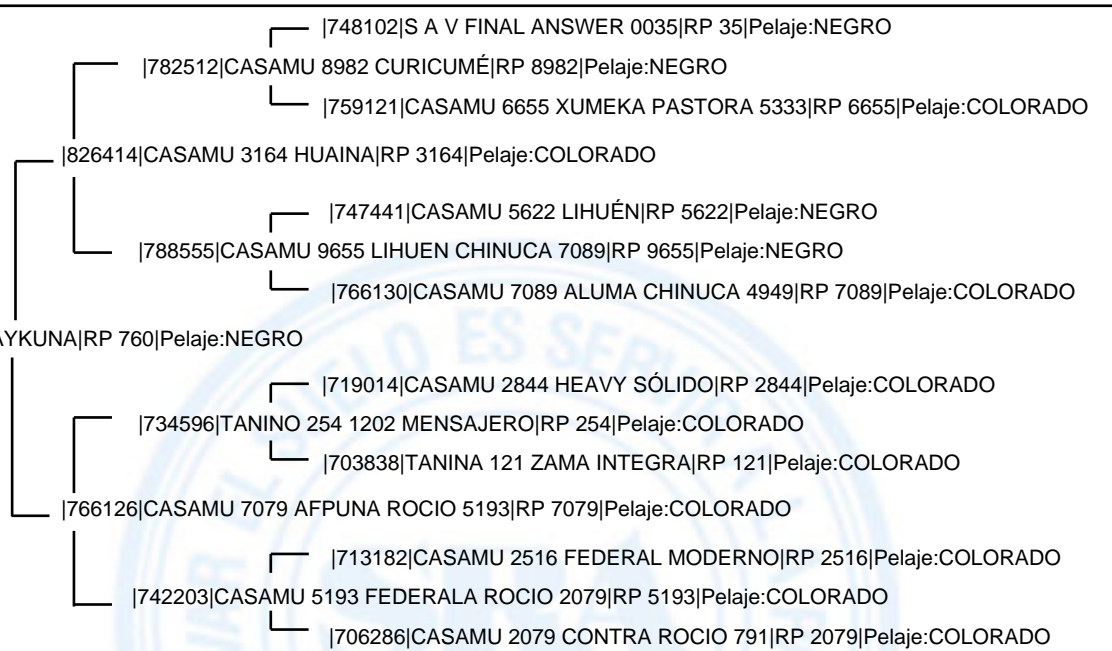 |748102|S A V FINAL ANSWER 0035|RP 35|Pelaje:NEGRO
|782512|CASAMU 8982 CURICUMÉ|RP 8982|Pelaje:NEGRO
|759121|CASAMU 6655 XUMEKA PASTORA 5333|RP 6655|Pelaje:COLORADO
|826414|CASAMU 3164 HUAINA|RP 3164|Pelaje:COLORADO
|747441|CASAMU 5622 LIHUÉN|RP 5622|Pelaje:NEGRO
|788555|CASAMU 9655 LIHUEN CHINUCA 7089|RP 9655|Pelaje:NEGRO
|766130|CASAMU 7089 ALUMA CHINUCA 4949|RP 7089|Pelaje:COLORADO
AYKUNA|RP 760|Pelaje:NEGRO
|719014|CASAMU 2844 HEAVY SÓLIDO|RP 2844|Pelaje:COLORADO
|734596|TANINO 254 1202 MENSAJERO|RP 254|Pelaje:COLORADO
|703838|TANINA 121 ZAMA INTEGRA|RP 121|Pelaje:COLORADO
|766126|CASAMU 7079 AFPUNA ROCIO 5193|RP 7079|Pelaje:COLORADO
|713182|CASAMU 2516 FEDERAL MODERNO|RP 2516|Pelaje:COLORADO
|742203|CASAMU 5193 FEDERALA ROCIO 2079|RP 5193|Pelaje:COLORADO
|706286|CASAMU 2079 CONTRA ROCIO 791|RP 2079|Pelaje:COLORADO